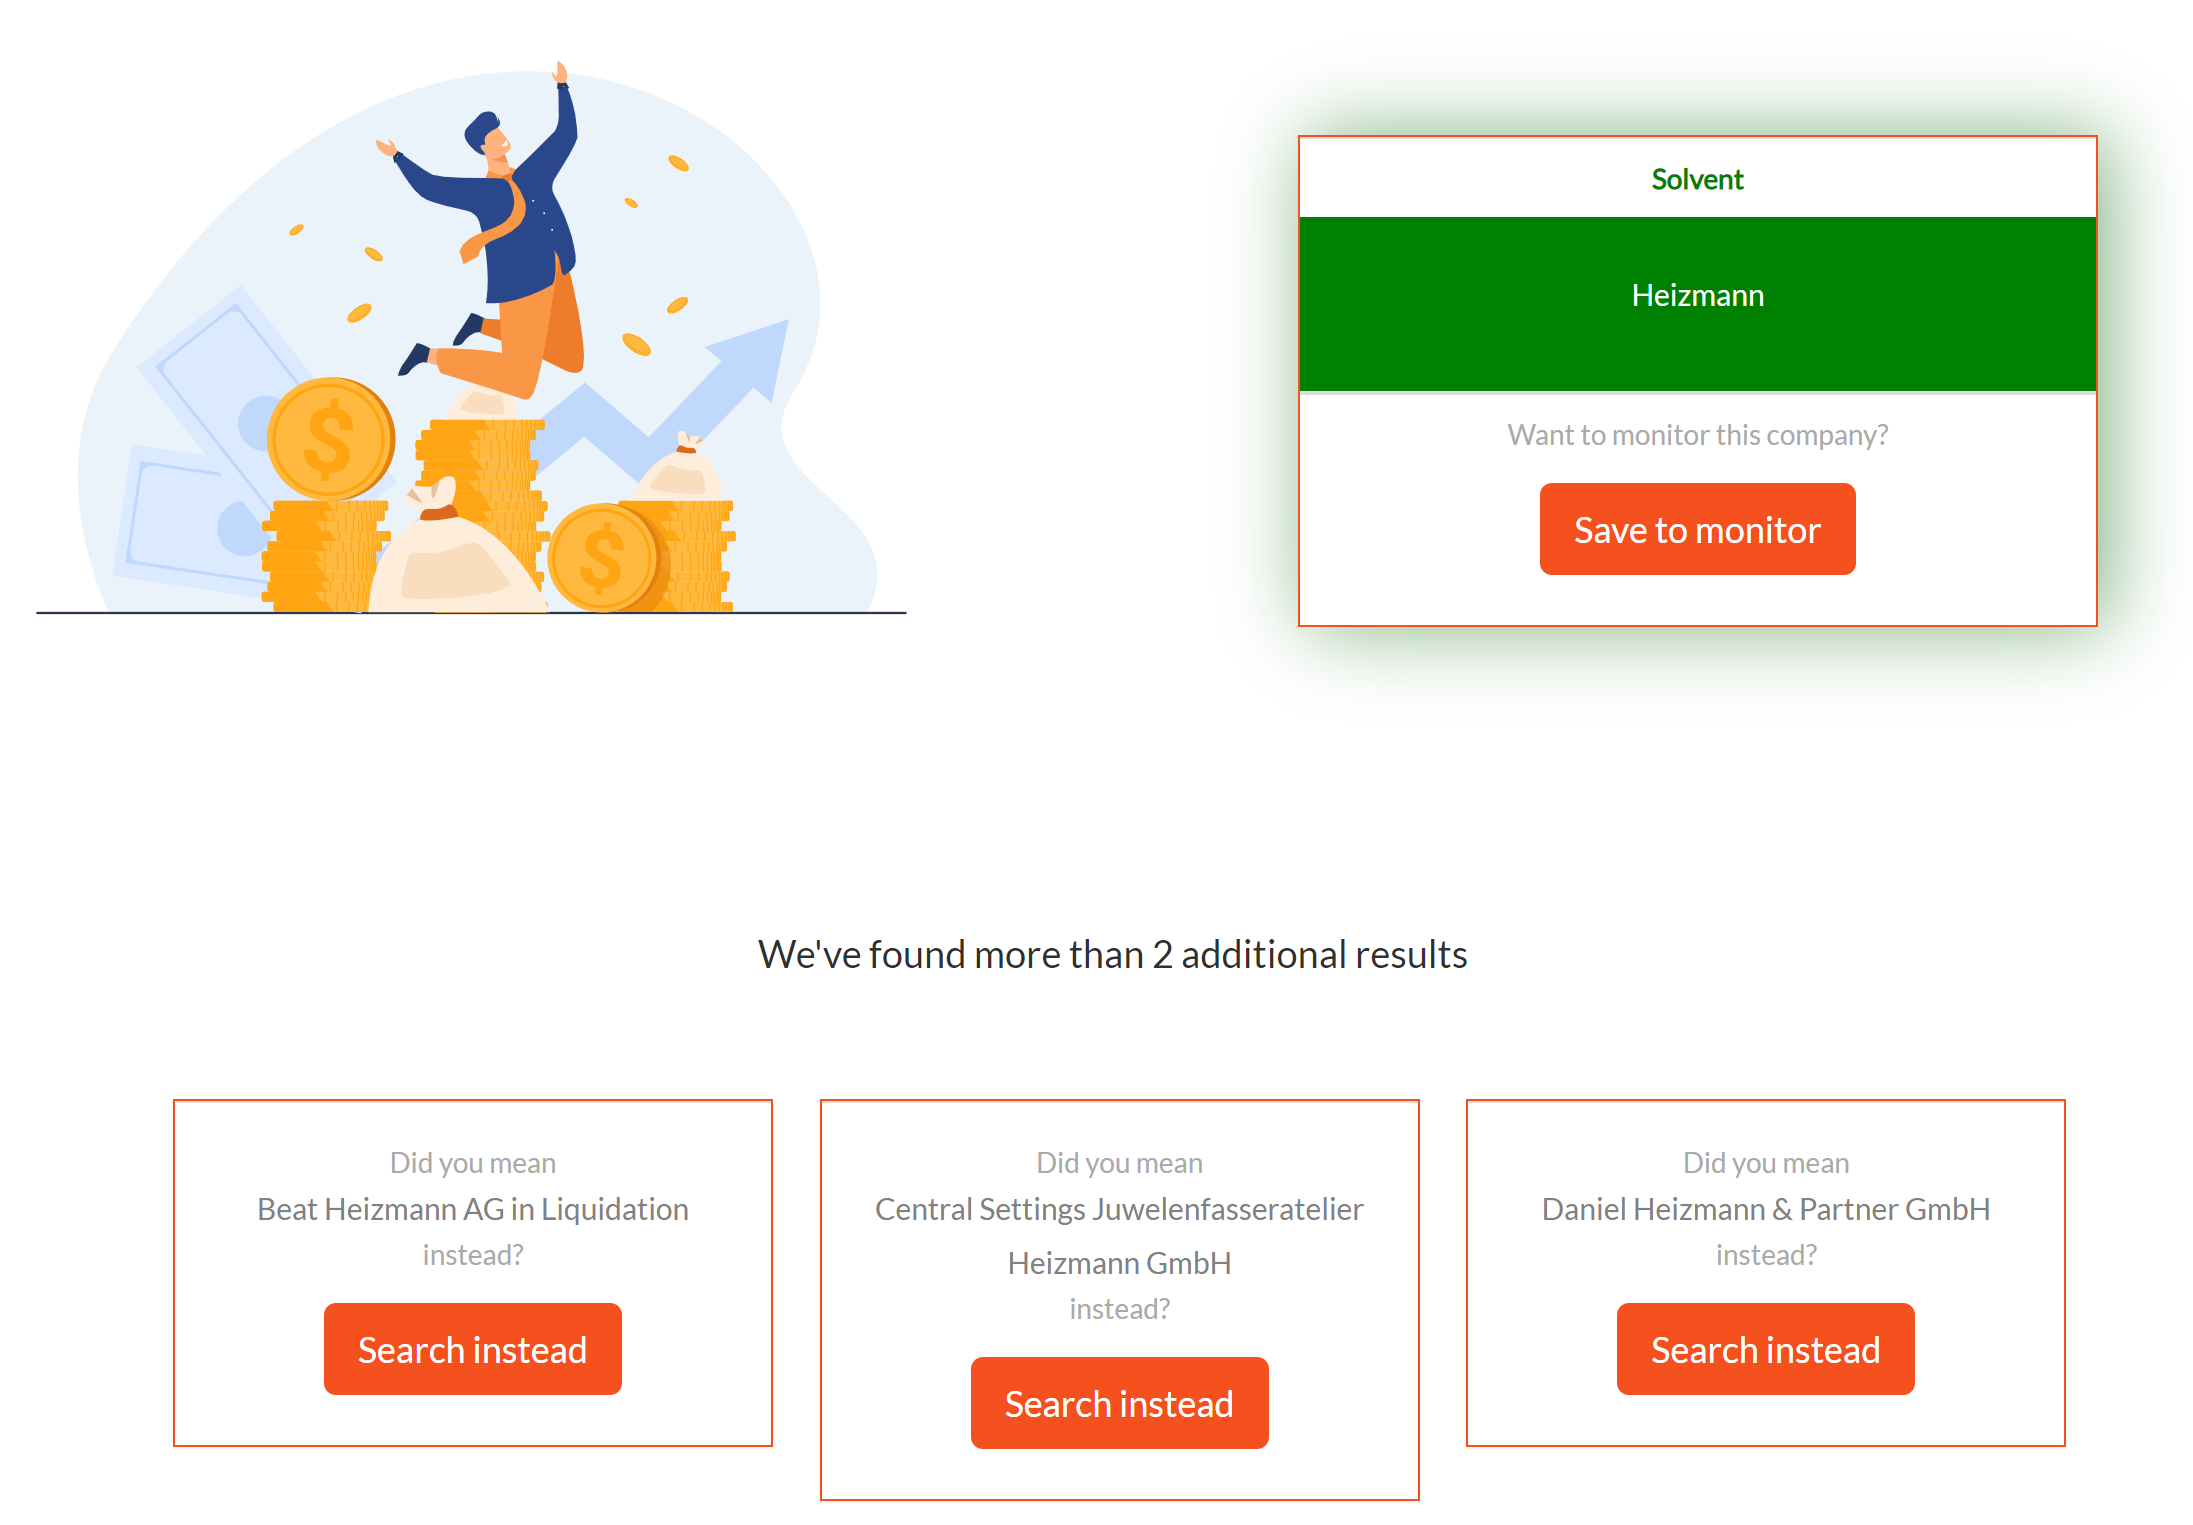 Solvent
Heizmann
Want to monitor this company?
Save to monitor
$
$
We've found more than 2 additional results
Did you mean
Beat Heizmann AG in Liquidation
instead?
Search instead
Did you mean
Central Settings Juwelenfasseratelier
Heizmann GmbH
instead?
Search instead
Did you mean
Daniel Heizmann & Partner GmbH
instead?
Search instead